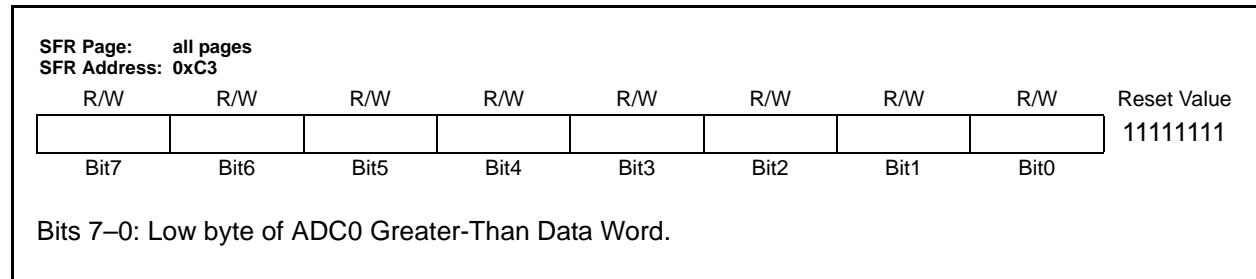 SFR Page: all pages
SFR Address: 0xC3
R/W R/W R/W R/W R/W R/W R/W R/W Reset Value
11111111
Bit7 Bit6 Bit5 Bit4 Bit3 Bit2 Bit1 Bit0
Bits 7–0: Low byte of ADC0 Greater-Than Data Word.